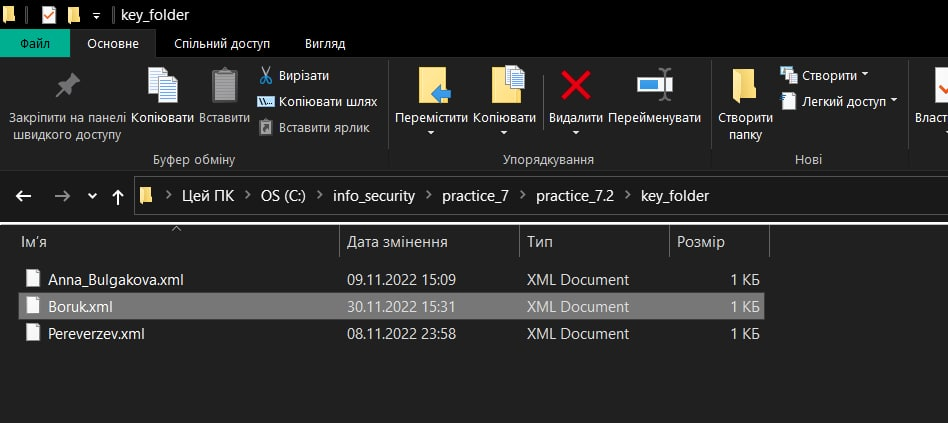 key_folder
Файл Основне Спільний доступ Вигляд
Закріпити на панелі швидкого доступу
Копіювати
Вставити
Вирізати
Копіювати шлях
Вставити ярлик
Буфер обміну
Перемістити
Копіювати
Видалити
Перейменувати
Упорядкування
Створити папку
Створити
Легкий доступ
Нові
Цей ПК OS (C:) info_security practice_7 practice_7.2 key_folder
Ім'я Дата змінення Тип Розмір
Anna_Bulgakova.xml 09.11.2022 15:09 XML Document 1 КБ
Boruk.xml 30.11.2022 15:31 XML Document 1 КБ
Pereverzev.xml 08.11.2022 23:58 XML Document 1 КБ